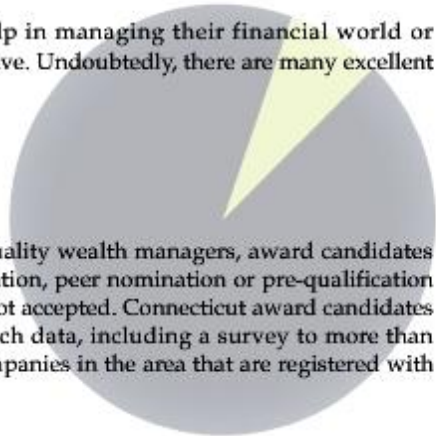 lp in managing their financial world or
ve. Undoubtedly, there are many excellent
uality wealth managers, award candidates
tion, peer nomination or pre-qualification
ot accepted. Connecticut award candidates
ch data, including a survey to more than
mpanies in the area that are registered with